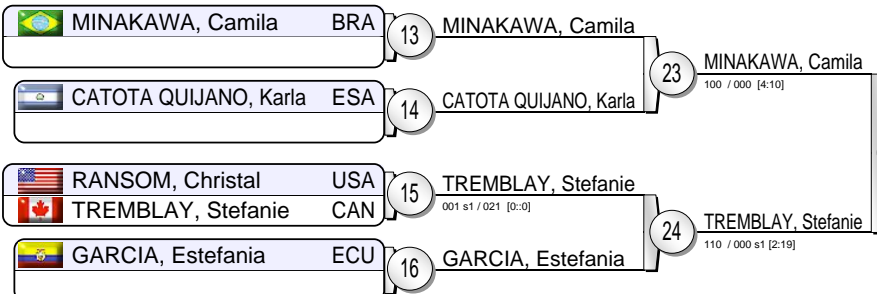 MINAKAWA, Camila BRA
13
MINAKAWA, Camila
CATOTA QUIJANO, Karla ESA
14
CATOTA QUIJANO, Karla
23
MINAKAWA, Camila
100 / 000 [4:10]
RANSOM, Christal USA
TREMBLAY, Stefanie CAN
15
TREMBLAY, Stefanie
001 s1 / 021 [0::0]
GARCIA, Estefania ECU
16
GARCIA, Estefania
24
TREMBLAY, Stefanie
110 / 000 s1 [2:19]